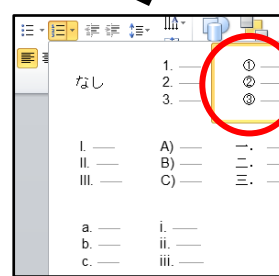 なし
1.
2.
3.
①
②
③
I.
II.
III.
A)
B)
C)
一.
二.
三.
a.
b.
c.
i.
ii.
iii.